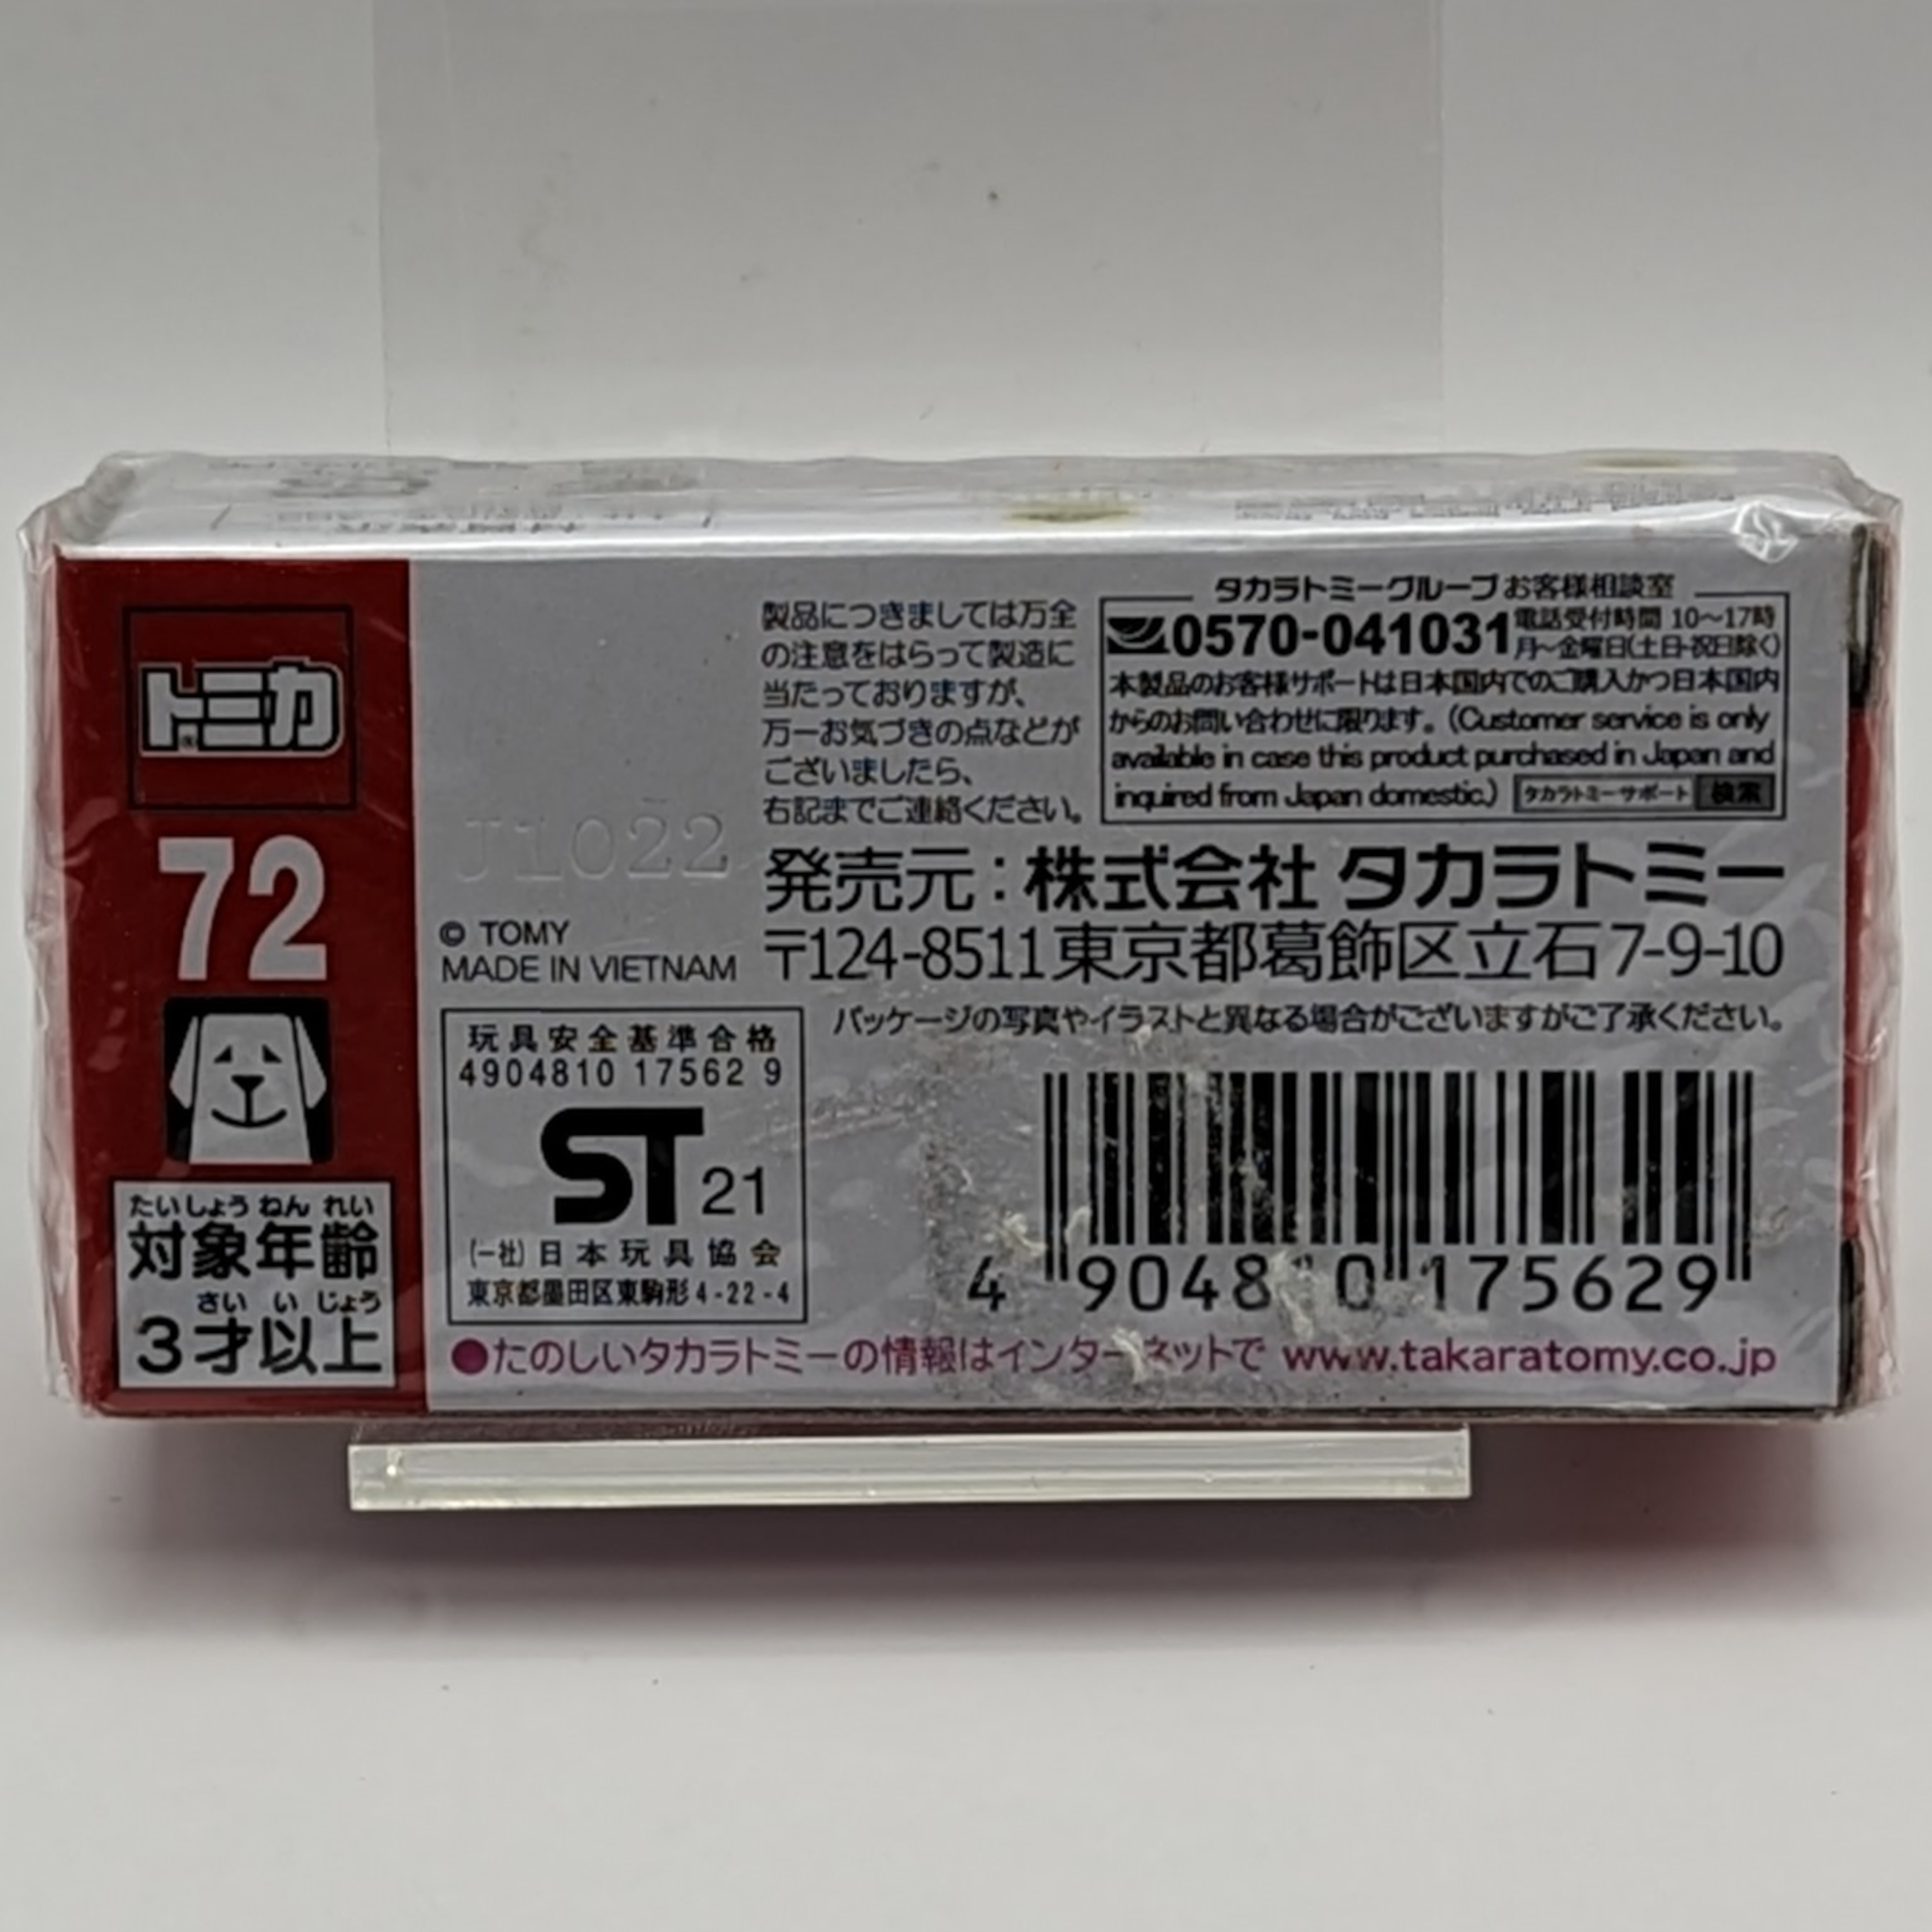 トミカ
72
たいしょうねんれい
対象年齢
さいいじょう
3才以上
J1022
© TOMY
MADE IN VIETNAM
玩具安全基準合格
4904810 17562 9
ST 21
(一社)日本玩具協会
東京都墨田区東駒形4-22-4
製品につきましては万全
の注意をはらって製造に
当たっておりますが、
万一お気づきの点などが
ございましたら、
右記までご連絡ください。
タカラトミーグループお客様相談室
0570-041031 電話受付時間 10〜17時
月〜金曜日(土日・祝日除く)
本製品のお客様サポートは日本国内でのご購入かつ日本国内
からのお問い合わせに限ります。(Customer service is only
available in case this product purchased in Japan and
inquired from Japan domestic.) タカラトミーサポート 検索
発売元:株式会社 タカラトミー
〒124-8511 東京都葛飾区立石7-9-10
パッケージの写真やイラストと異なる場合がございますがご了承ください。
4 904810 175629
●たのしいタカラトミーの情報はインターネットで www.takaratomy.co.jp